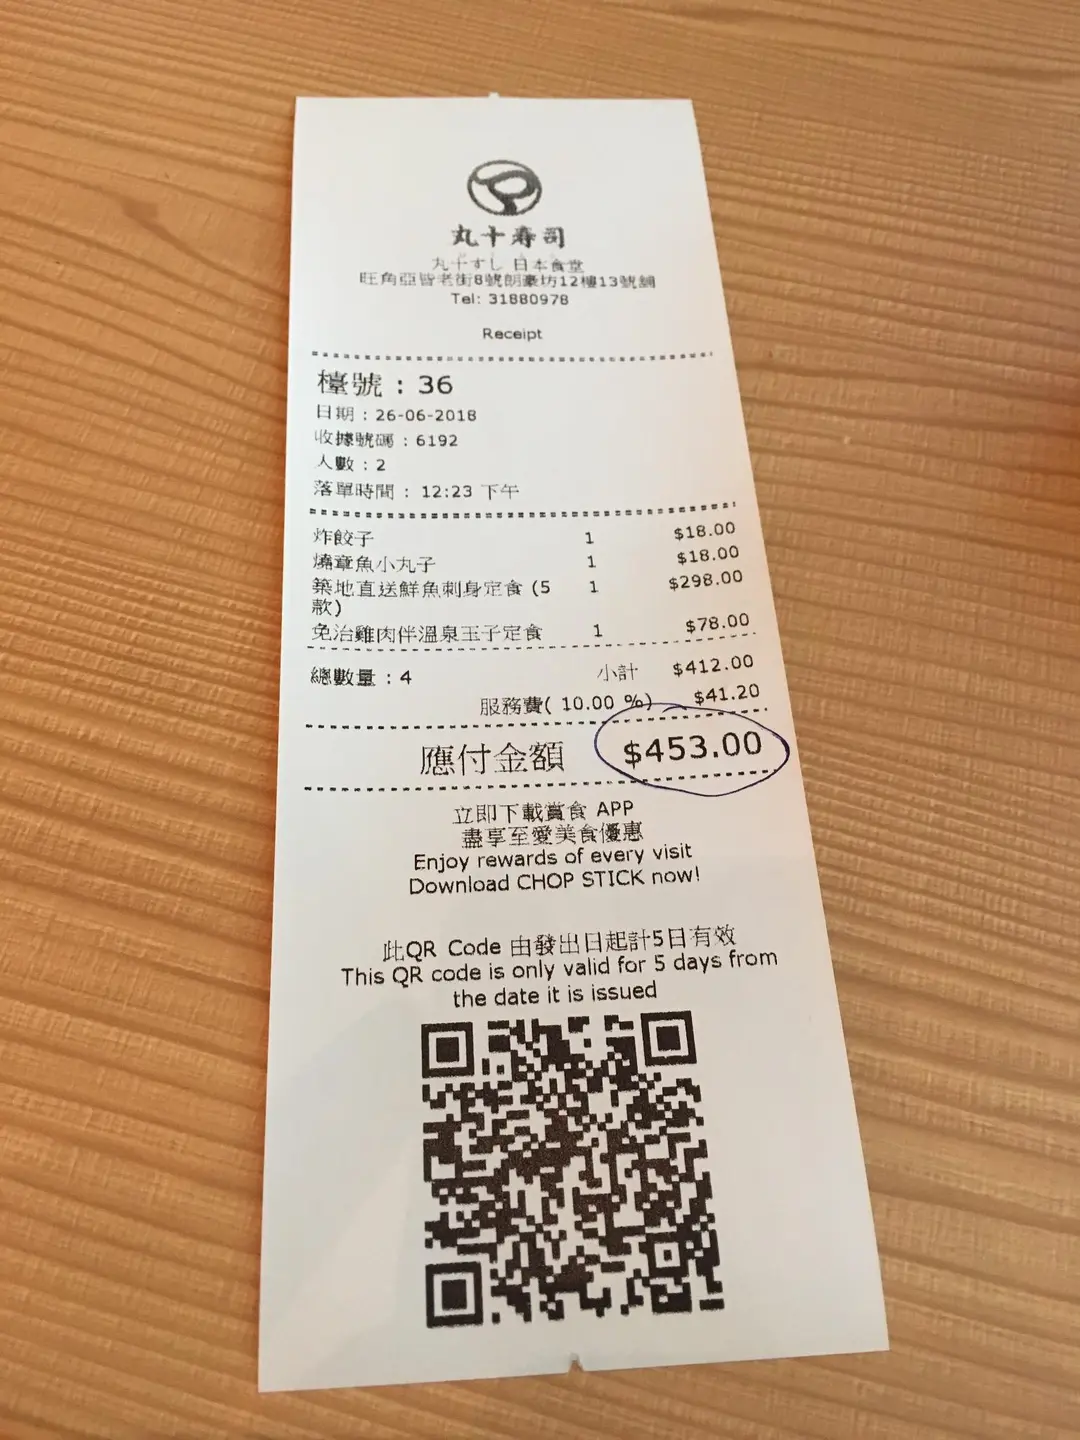 丸十寿司
丸十すし 日本食堂
旺角亞皆老街8號朗豪坊12樓13號舖
Tel: 31880978
Receipt
檯號 : 36
日期 : 26-06-2018
收據號碼 : 6192
人數 : 2
落單時間 : 12:23 下午
炸餃子 1 $18.00
燒章魚小丸子 1 $18.00
築地直送鮮魚刺身定食 (5 1 $298.00
款)
免治雞肉伴溫泉玉子定食 1 $78.00
總數量 : 4 小計 $412.00
服務費( 10.00 %) $41.20
應付金額 $453.00
立即下載賞食 APP
盡享至愛美食優惠
Enjoy rewards of every visit
Download CHOP STICK now!
此QR Code 由發出日起計5日有效
This QR code is only valid for 5 days from
the date it is issued